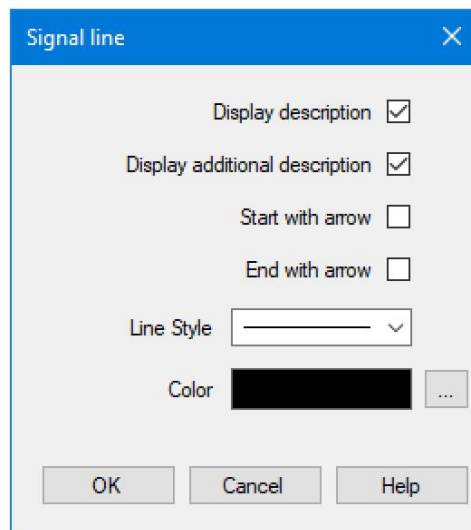 Signal line
Display description
Display additional description
Start with arrow
End with arrow
Line Style
Color
...
OK Cancel Help